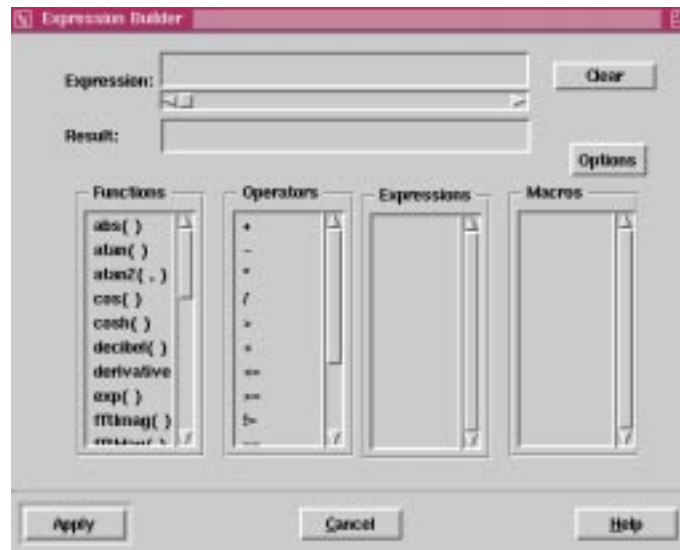 Expression Builder
Expression:
Clear
Result:
Options
Functions
abs( )
atan( )
atan2( , )
cos( )
cosh( )
decibel( )
derivative
exp( )
fftImag( )
Operators
+
-
*
/
>
<
<=
>=
!=
==
Expressions
Macros
Apply
Cancel
Help